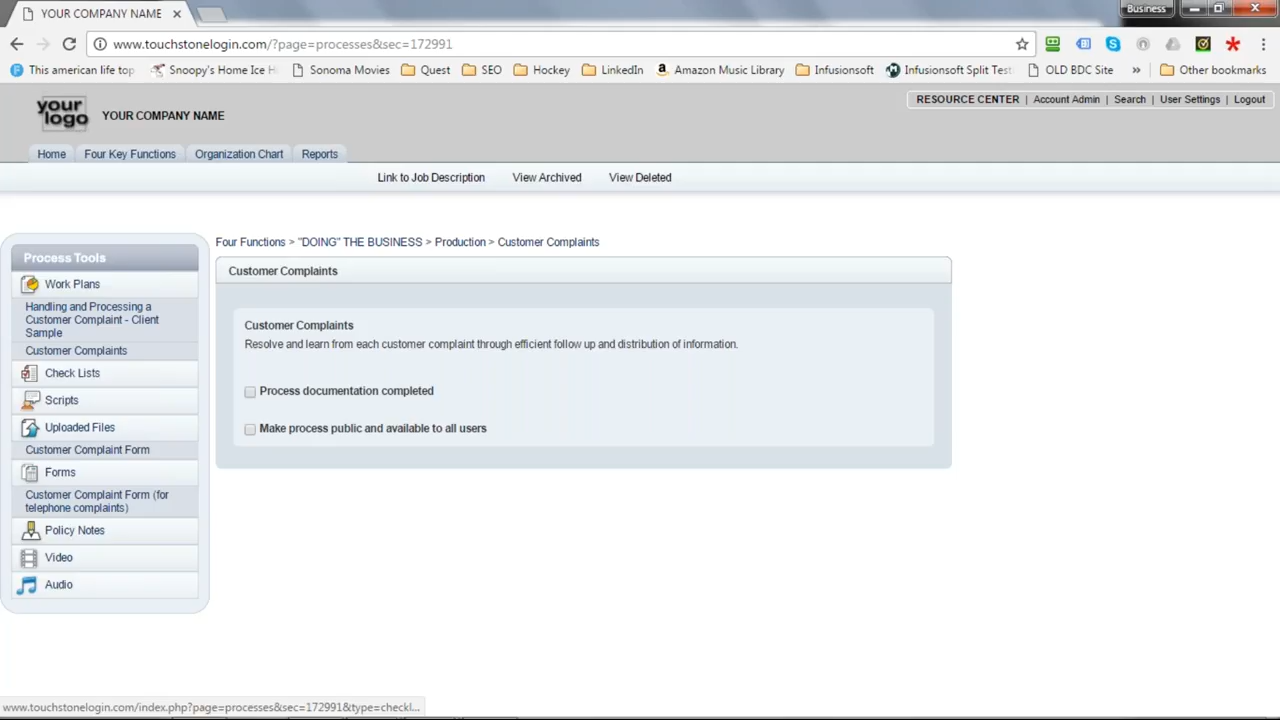 YOUR COMPANY NAME
Business
www.touchstonelogin.com/?page=processes&sec=172991
This american life top
Snoopy's Home Ice H
Sonoma Movies
Quest
SEO
Hockey
LinkedIn
Amazon Music Library
Infusionsoft
Infusionsoft Split Test
OLD BDC Site
»
Other bookmarks
your
logo
YOUR COMPANY NAME
RESOURCE CENTER | Account Admin | Search | User Settings | Logout
Home
Four Key Functions
Organization Chart
Reports
Link to Job Description
View Archived
View Deleted
Four Functions > "DOING" THE BUSINESS > Production > Customer Complaints
Process Tools
Work Plans
Handling and Processing a
Customer Complaint - Client
Sample
Customer Complaints
Check Lists
Scripts
Uploaded Files
Customer Complaint Form
Forms
Customer Complaint Form (for
telephone complaints)
Policy Notes
Video
Audio
Customer Complaints
Customer Complaints
Resolve and learn from each customer complaint through efficient follow up and distribution of information.
Process documentation completed
Make process public and available to all users
www.touchstonelogin.com/index.php?page=processes&sec=172991&type=checkl...